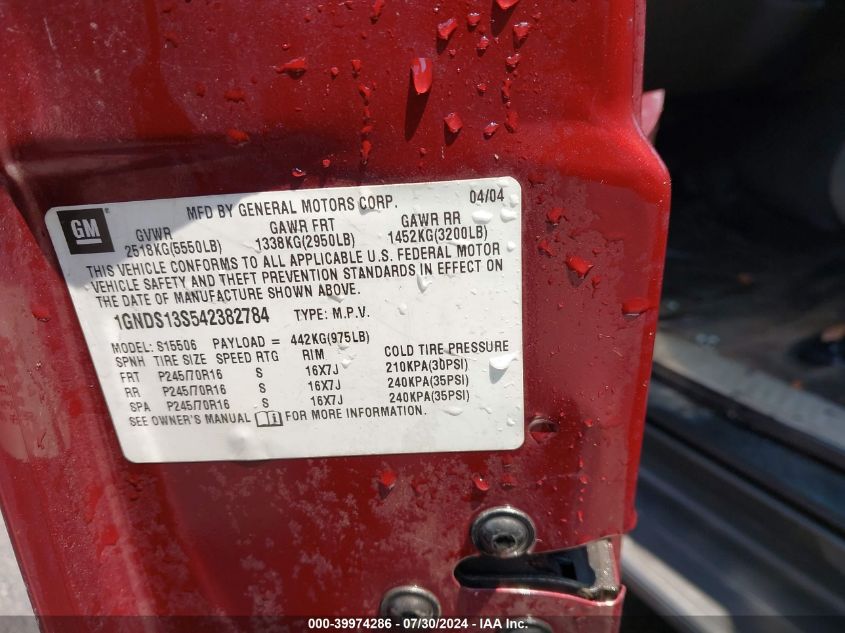 MFD BY GENERAL MOTORS CORP. 04/04
GM
GVWR GAWR FRT GAWR RR
2518KG(5550LB) 1338KG(2950LB) 1452KG(3200LB)
THIS VEHICLE CONFORMS TO ALL APPLICABLE U.S. FEDERAL MOTOR
VEHICLE SAFETY AND THEFT PREVENTION STANDARDS IN EFFECT ON
THE DATE OF MANUFACTURE SHOWN ABOVE.
1GNDS13S542382784 TYPE: M.P.V.
MODEL: S15506 PAYLOAD = 442KG(975LB)
SPNH TIRE SIZE SPEED RTG RIM COLD TIRE PRESSURE
FRT P245/70R16 S 16X7J 210KPA(30PSI)
RR P245/70R16 S 16X7J 240KPA(35PSI)
SPA P245/70R16 S 16X7J 240KPA(35PSI)
SEE OWNER'S MANUAL FOR MORE INFORMATION.
000-39974286 - 07/30/2024 - IAA Inc.